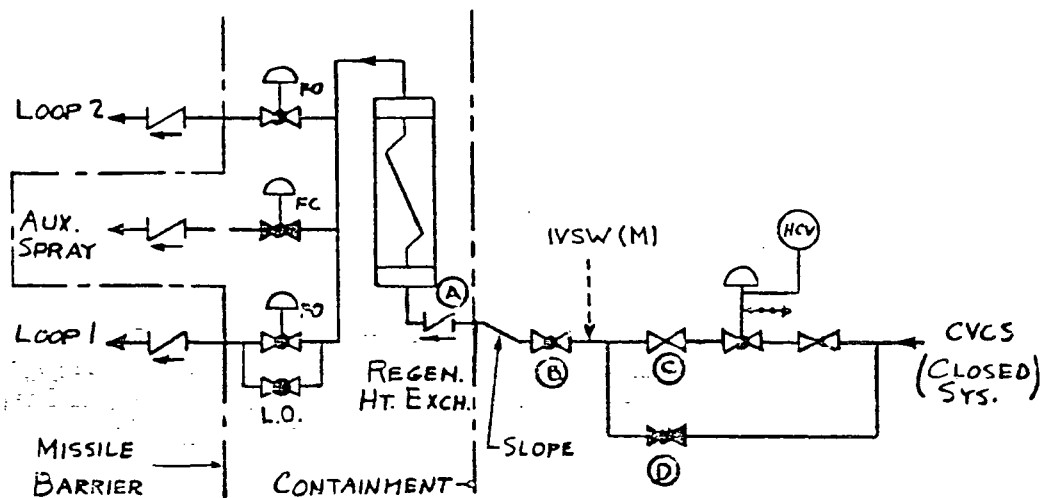 LOOP 2
FO
AUX.
SPRAY
FC
IVSW (M)
HCV
A
LOOP 1
FO
L.O.
REGEN.
HT. EXCH.
B
C
D
CVCS
(CLOSED)
SYS.
SLOPE
MISSILE
BARRIER
CONTAINMENT